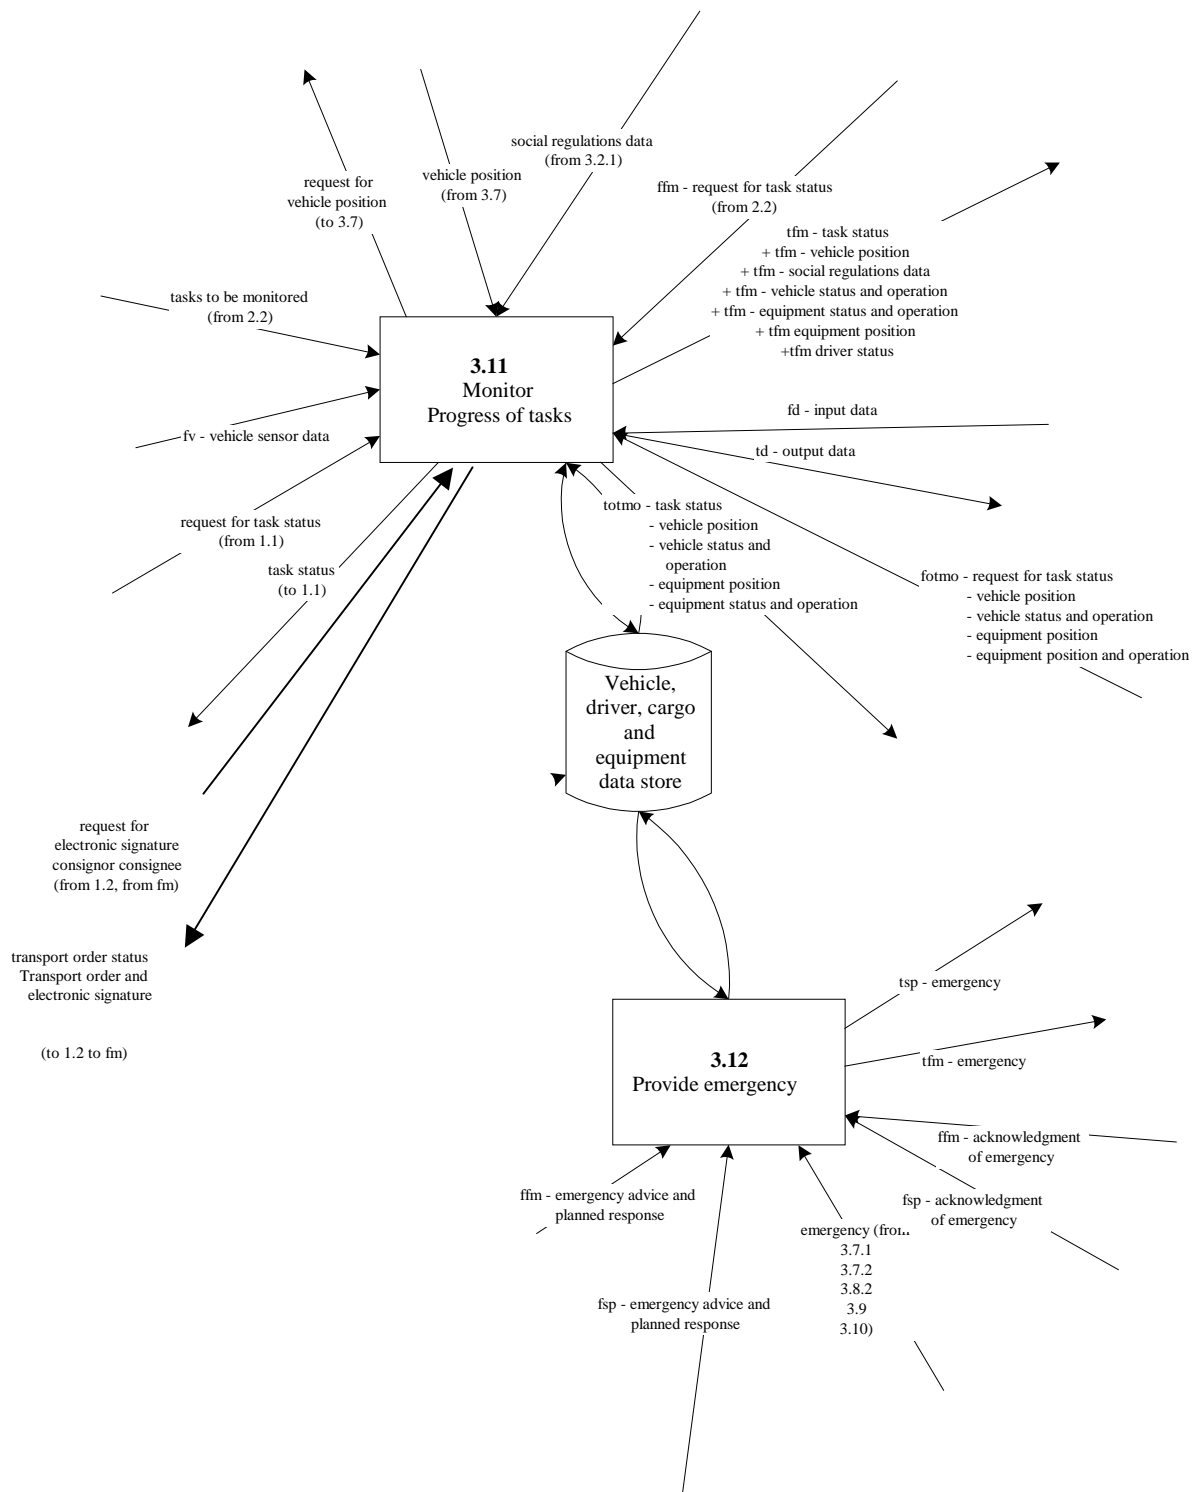 social regulations data
(from 3.2.1)
vehicle position
(from 3.7)
request for
vehicle position
(to 3.7)
ffm - request for task status
(from 2.2)
tfm - task status
+ tfm - vehicle position
+ tfm - social regulations data
+ tfm - vehicle status and operation
+ tfm - equipment status and operation
+ tfm equipment position
+tfm driver status
tasks to be monitored
(from 2.2)
3.11
Monitor
Progress of tasks
fd - input data
td - output data
fv - vehicle sensor data
request for task status
(from 1.1)
task status
(to 1.1)
totmo - task status
- vehicle position
- vehicle status and
operation
- equipment position
- equipment status and operation
fotmo - request for task status
- vehicle position
- vehicle status and operation
- equipment position
- equipment position and operation
Vehicle,
driver, cargo
and
equipment
data store
request for
electronic signature
consignor consignee
(from 1.2, from fm)
transport order status
Transport order and
electronic signature
(to 1.2 to fm)
3.12
Provide emergency
tsp - emergency
tfm - emergency
ffm - acknowledgment
of emergency
fsp - acknowledgment
of emergency
ffm - emergency advice and
planned response
fsp - emergency advice and
planned response
emergency
3.7.1
3.7.2
3.8.2
3.9
3.10)